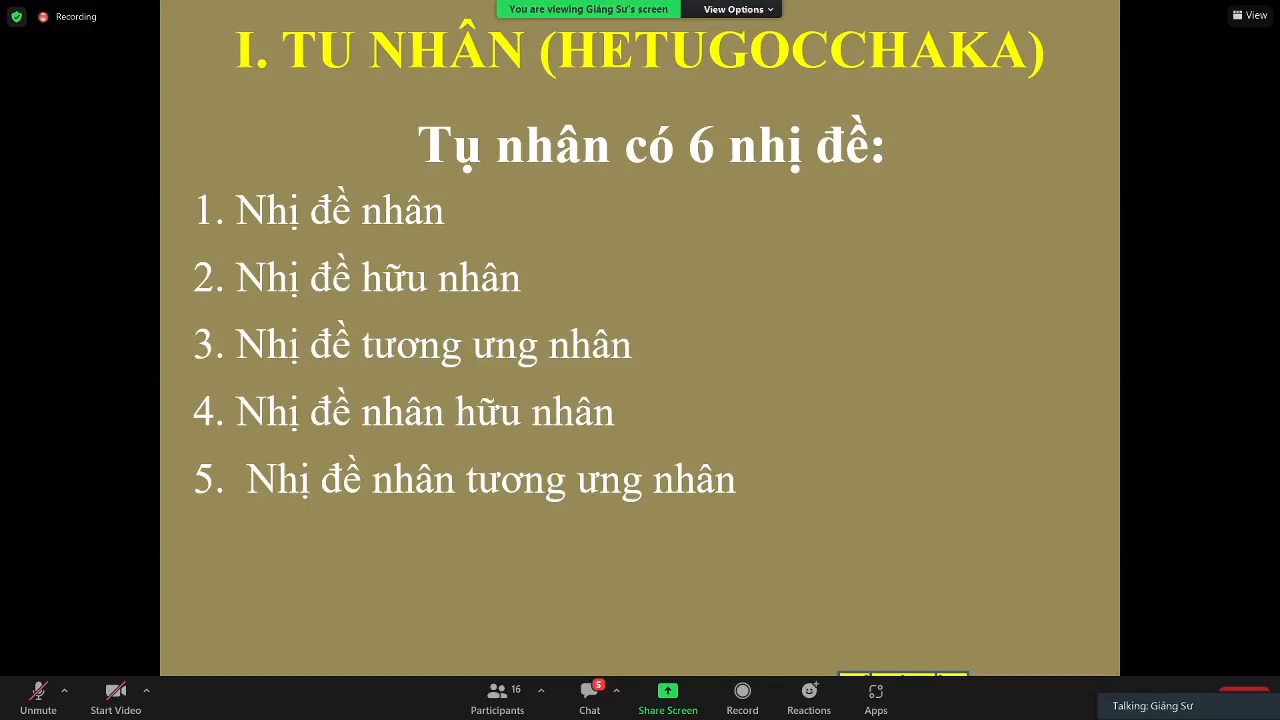 Recording
You are viewing Giảng Sư's screen
View Options
View
I. TU NHÂN (HETUGOCCHAKA)
Tụ nhân có 6 nhị đề:
1. Nhị đề nhân
2. Nhị đề hữu nhân
3. Nhị đề tương ưng nhân
4. Nhị đề nhân hữu nhân
5. Nhị đề nhân tương ưng nhân
Unmute
Start Video
16
Participants
5
Chat
Share Screen
Record
Reactions
Apps
Talking: Giảng Sư